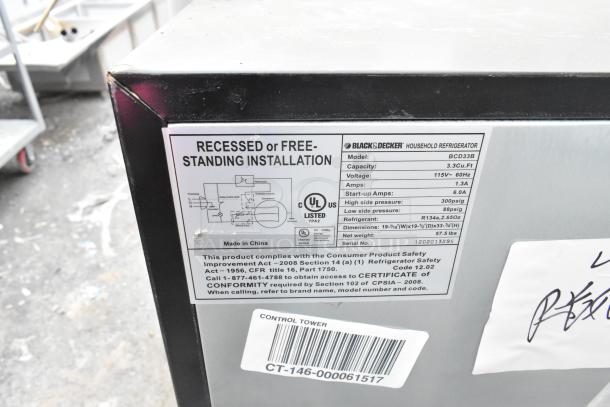 RECESSED or FREE-
STANDING INSTALLATION
C UL US
LISTED
Made in China
BLACK&DECKER HOUSEHOLD REFRIGERATOR
Model: BCD33B
Capacity: 3.3Cu.Ft
Voltage: 115V~ 60Hz
Amps: 1.3A
Start-up Amps: 6.0A
High side pressure: 300psig
Low side pressure: 88psig
Refrigerant: R134a,2.65Oz
Dimensions:
Net weight: 57.5 lbs
Serial No.
This product complies with the Consumer Product Safety
Improvement Act -2008 Section 14 (a) (1) Refrigerator Safety
Act- 1956, CFR title 16, Part 1750. Code 12.02
Call 1-877-461-4788 to obtain access to CERTIFICATE of
CONFORMITY required by Section 102 of CPSIA- 2008.
When calling, refer to brand name, model number and code.
CONTROL TOWER
CT-146-000061517